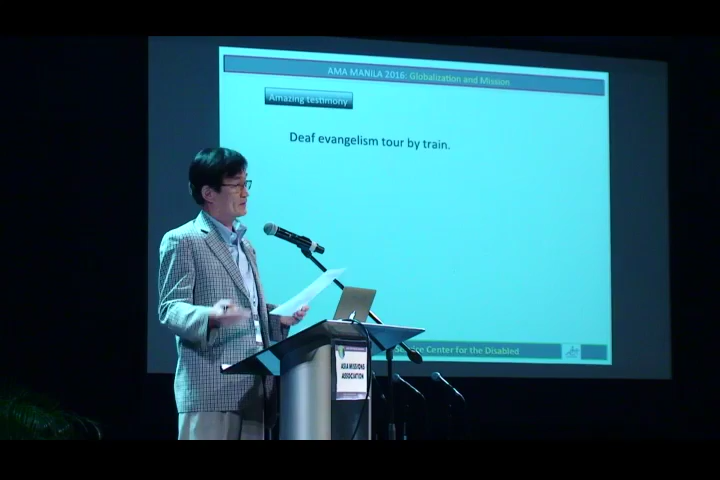 AMA MANILA 2016: Globalization and Mission
Amazing testimony
Deaf evangelism tour by train.
Center for the Disabled
ASIA MISSIONS
ASSOCIATION